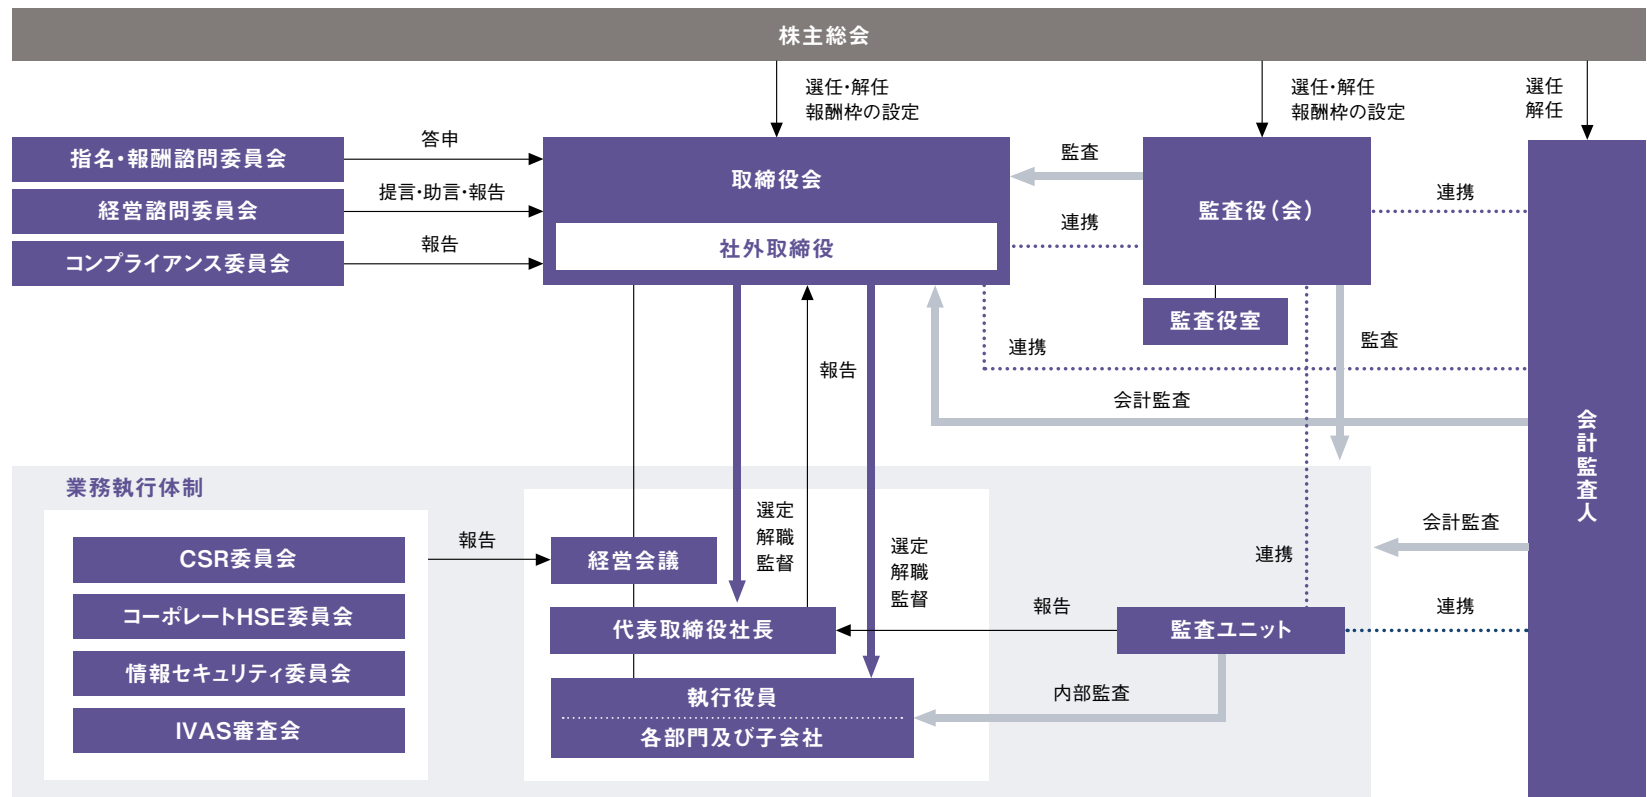 株主総会
選任・解任
報酬枠の設定
選任・解任
報酬枠の設定
選任
解任
指名・報酬諮問委員会
答申
経営諮問委員会
提言・助言・報告
コンプライアンス委員会
報告
取締役会
社外取締役
監査
連携
監査役(会)
連携
監査役室
連携
監査
報告
会計監査
会計監査人
業務執行体制
CSR委員会
コーポレートHSE委員会
情報セキュリティ委員会
IVAS審査会
報告
経営会議
選定
解職
監督
選定
解職
監督
代表取締役社長
執行役員
各部門及び子会社
報告
内部監査
監査ユニット
連携
会計監査
連携